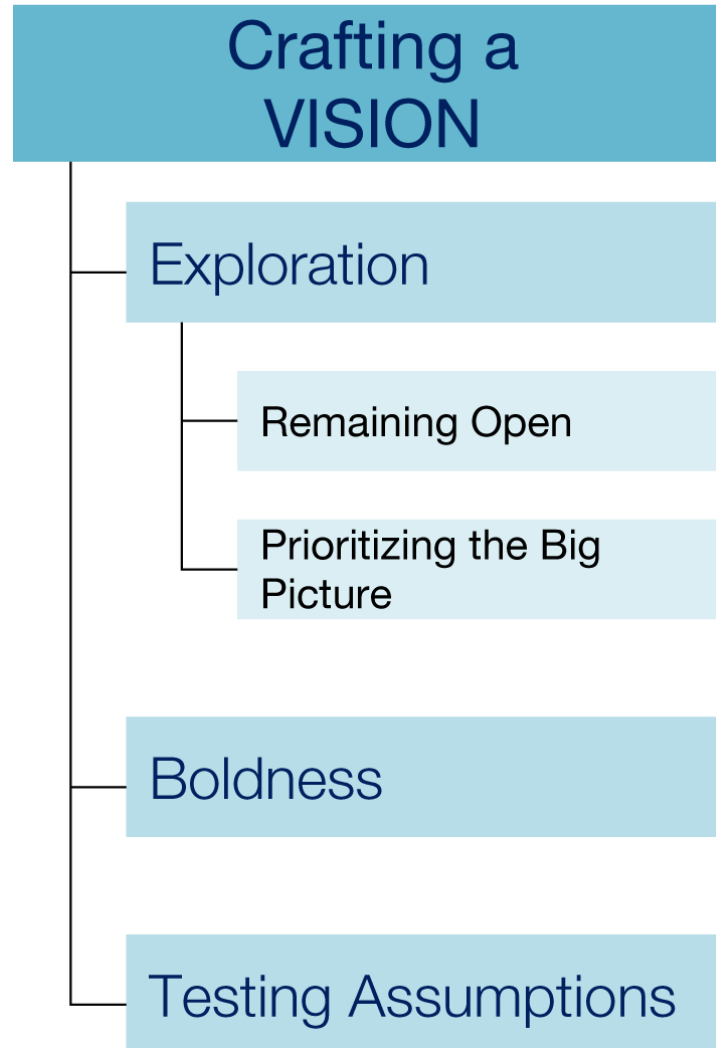 Crafting a
VISION
Exploration
Remaining Open
Prioritizing the Big
Picture
Boldness
Testing Assumptions